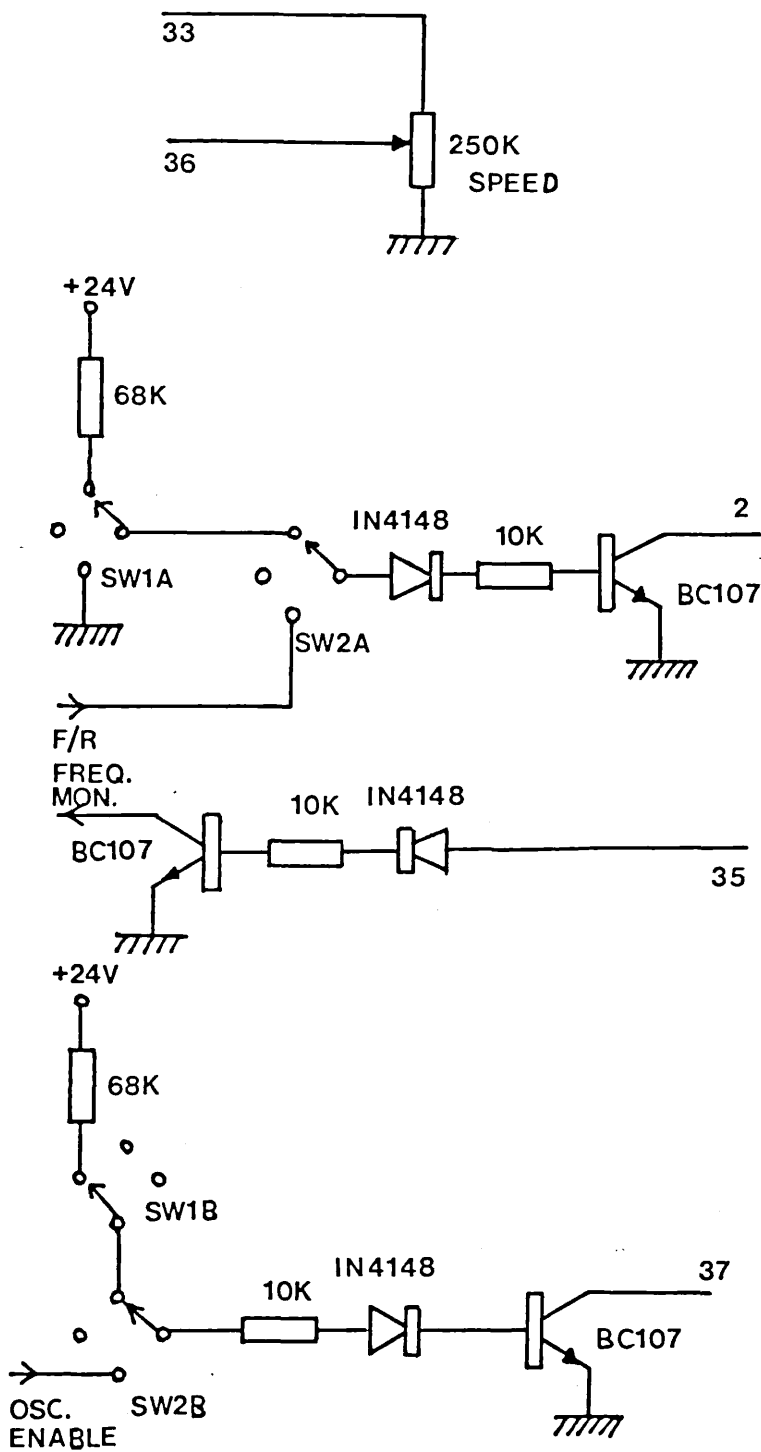 33
36
250K
SPEED
+24V
68K
IN4148
10K
2
BC107
SW1A
SW2A
F/R
FREQ.
MON.
10K
IN4148
BC107
35
+24V
68K
SW1B
IN4148
10K
37
BC107
SW2B
OSC.
ENABLE